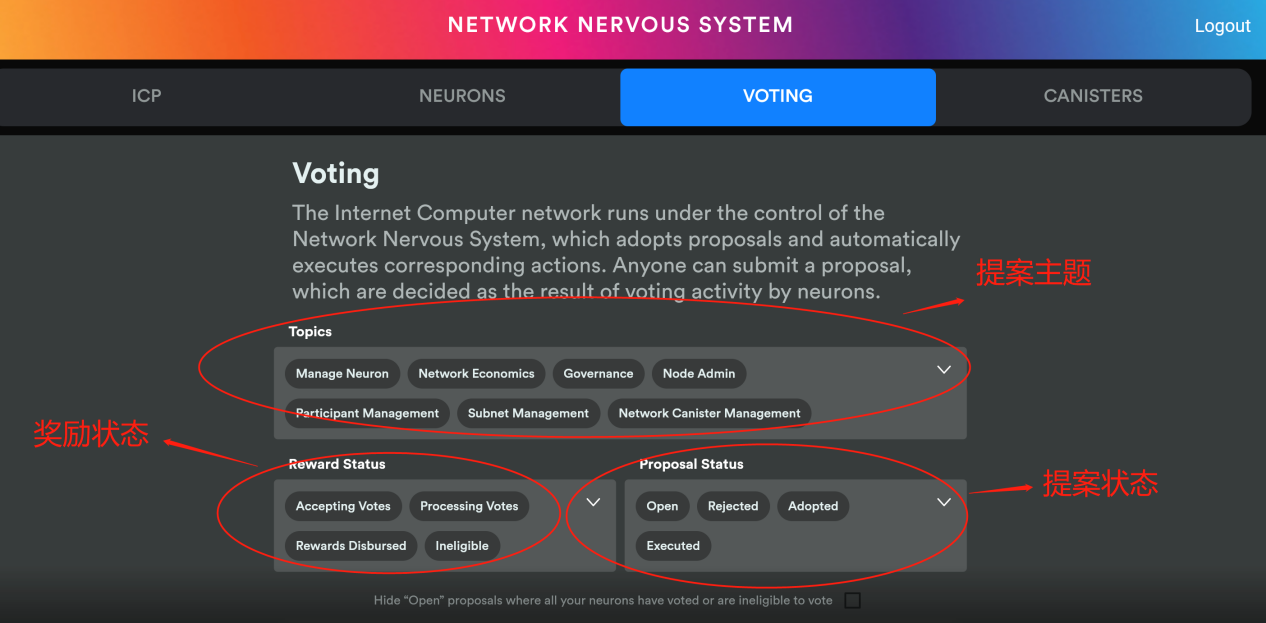 NETWORK NERVOUS SYSTEM
Logout
ICP
NEURONS
VOTING
CANISTERS
Voting
The Internet Computer network runs under the control of the
Network Nervous System, which adopts proposals and automatically
executes corresponding actions. Anyone can submit a proposal,
which are decided as the result of voting activity by neurons.
提案主题
Topics
Manage Neuron
Network Economics
Governance
Node Admin
Participant Management
Subnet Management
Network Canister Management
奖励状态
Reward Status
Accepting Votes
Processing Votes
Rewards Disbursed
Ineligible
Proposal Status
提案状态
Open
Rejected
Adopted
Executed
Hide “Open” proposals where all your neurons have voted or are ineligible to vote